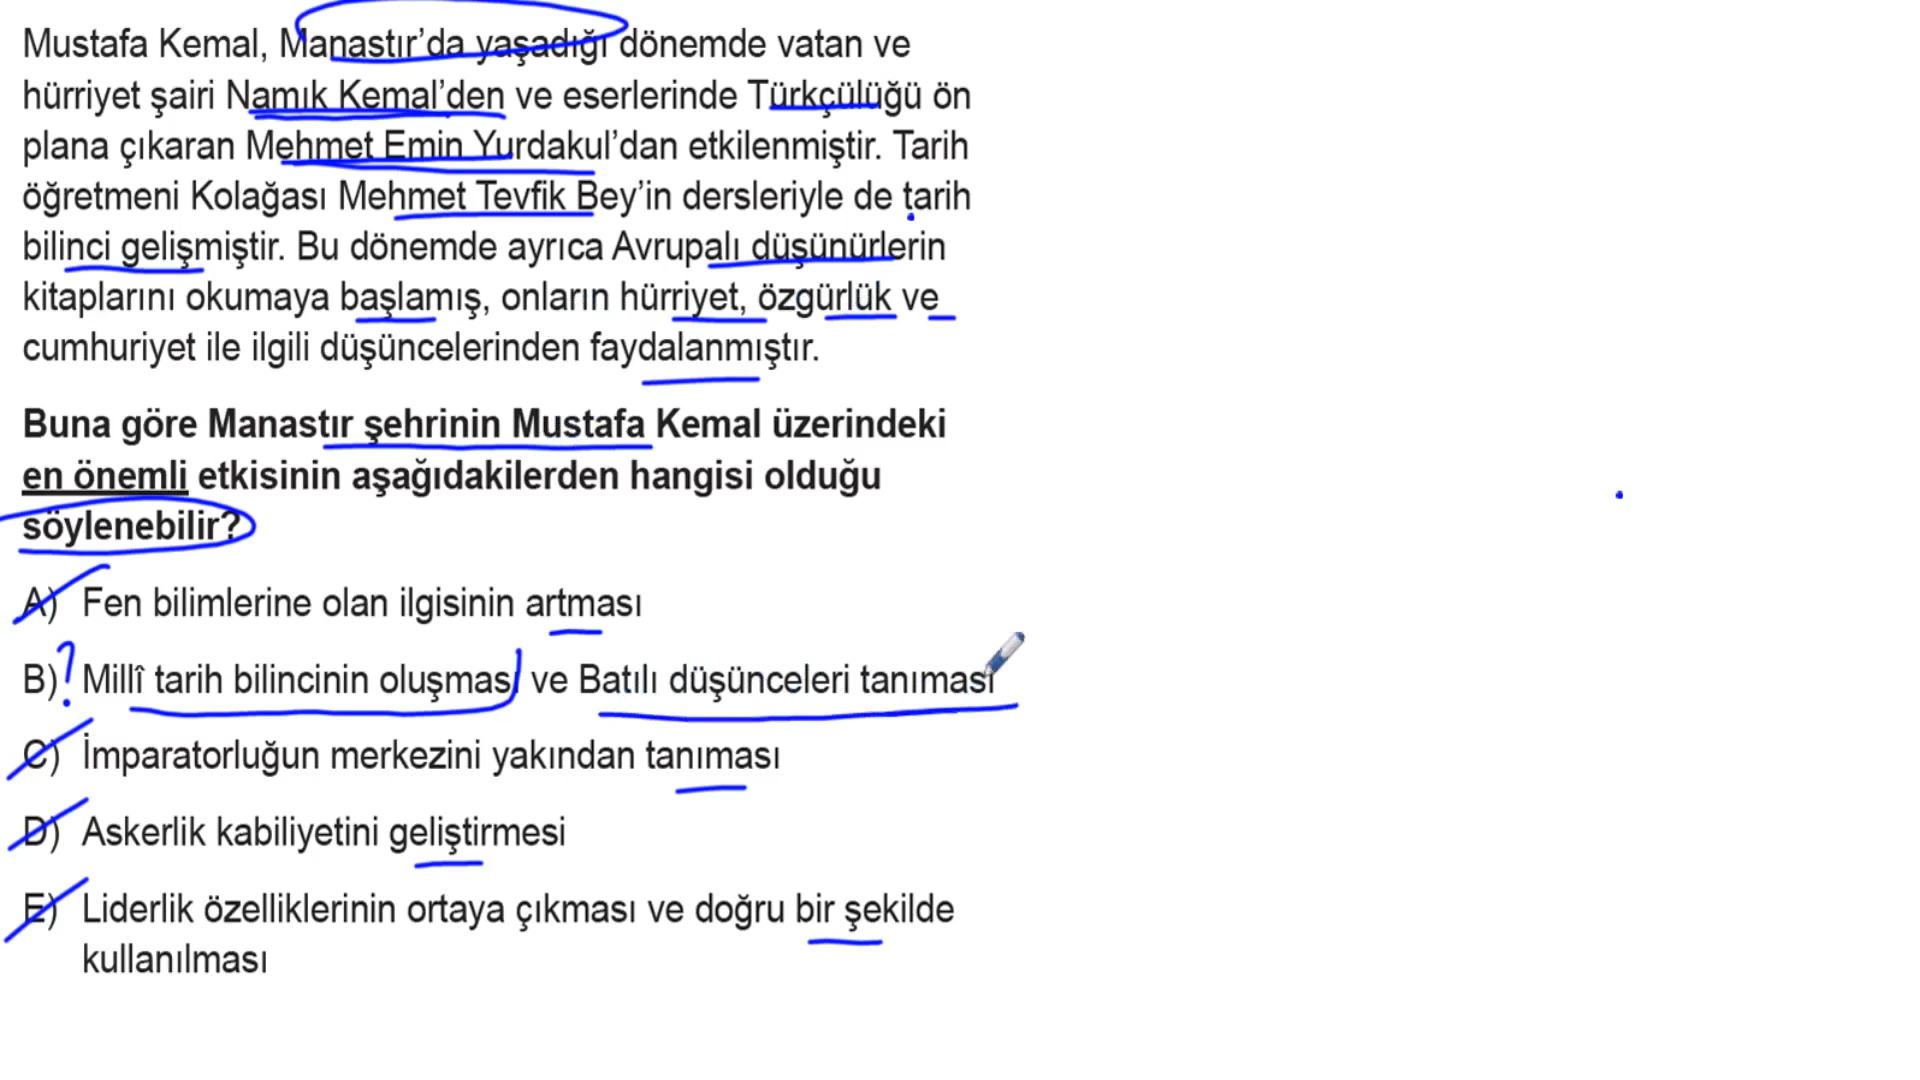 Mustafa Kemal, Manastır’da yaşadığı dönemde vatan ve
hürriyet şairi Namık Kemal’den ve eserlerinde Türkçülüğü ön
plana çıkaran Mehmet Emin Yurdakul’dan etkilenmiştir. Tarih
öğretmeni Kolağası Mehmet Tevfik Bey’in dersleriyle de tarih
bilinci gelişmiştir. Bu dönemde ayrıca Avrupalı düşünürlerin
kitaplarını okumaya başlamış, onların hürriyet, özgürlük ve
cumhuriyet ile ilgili düşüncelerinden faydalanmıştır.
Buna göre Manastır şehrinin Mustafa Kemal üzerindeki
en önemli etkisinin aşağıdakilerden hangisi olduğu
söylenebilir?
A) Fen bilimlerine olan ilgisinin artması
B) Millî tarih bilincinin oluşması ve Batılı düşünceleri tanıması
C) İmparatorluğun merkezini yakından tanıması
D) Askerlik kabiliyetini geliştirmesi
E) Liderlik özelliklerinin ortaya çıkması ve doğru bir şekilde
kullanılması